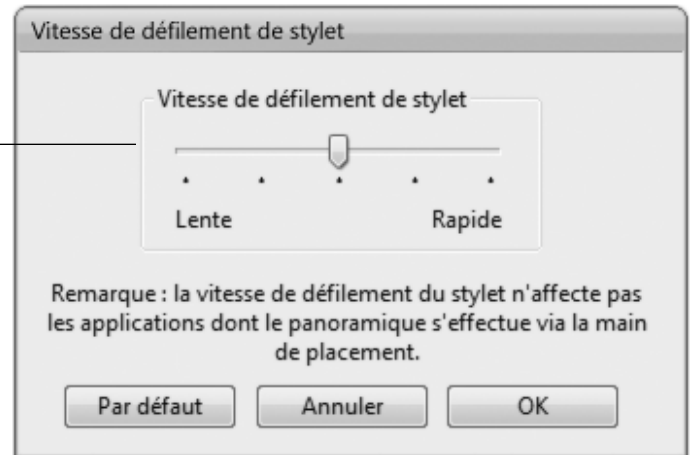 Vitesse de défilement de stylet
Vitesse de défilement de stylet
Lente Rapide
Remarque : la vitesse de défilement du stylet n'affecte pas
les applications dont le panoramique s'effectue via la main
de placement.
Par défaut Annuler OK